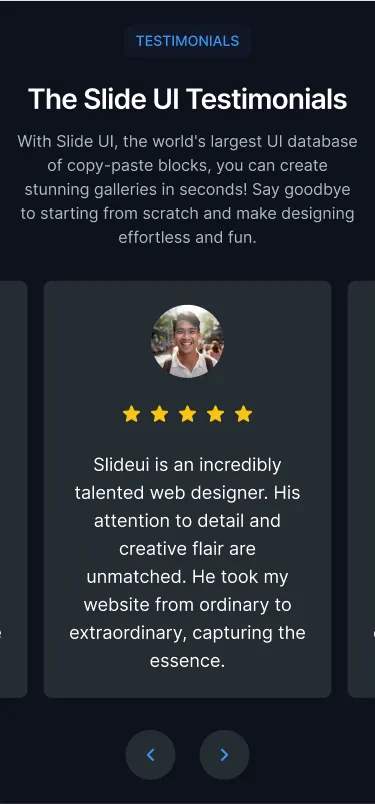 TESTIMONIALS
The Slide UI Testimonials
With Slide UI, the world's largest UI database
of copy-paste blocks, you can create
stunning galleries in seconds! Say goodbye
to starting from scratch and make designing
effortless and fun.
Slideui is an incredibly
talented web designer. His
attention to detail and
creative flair are
unmatched. He took my
website from ordinary to
extraordinary, capturing the
essence.